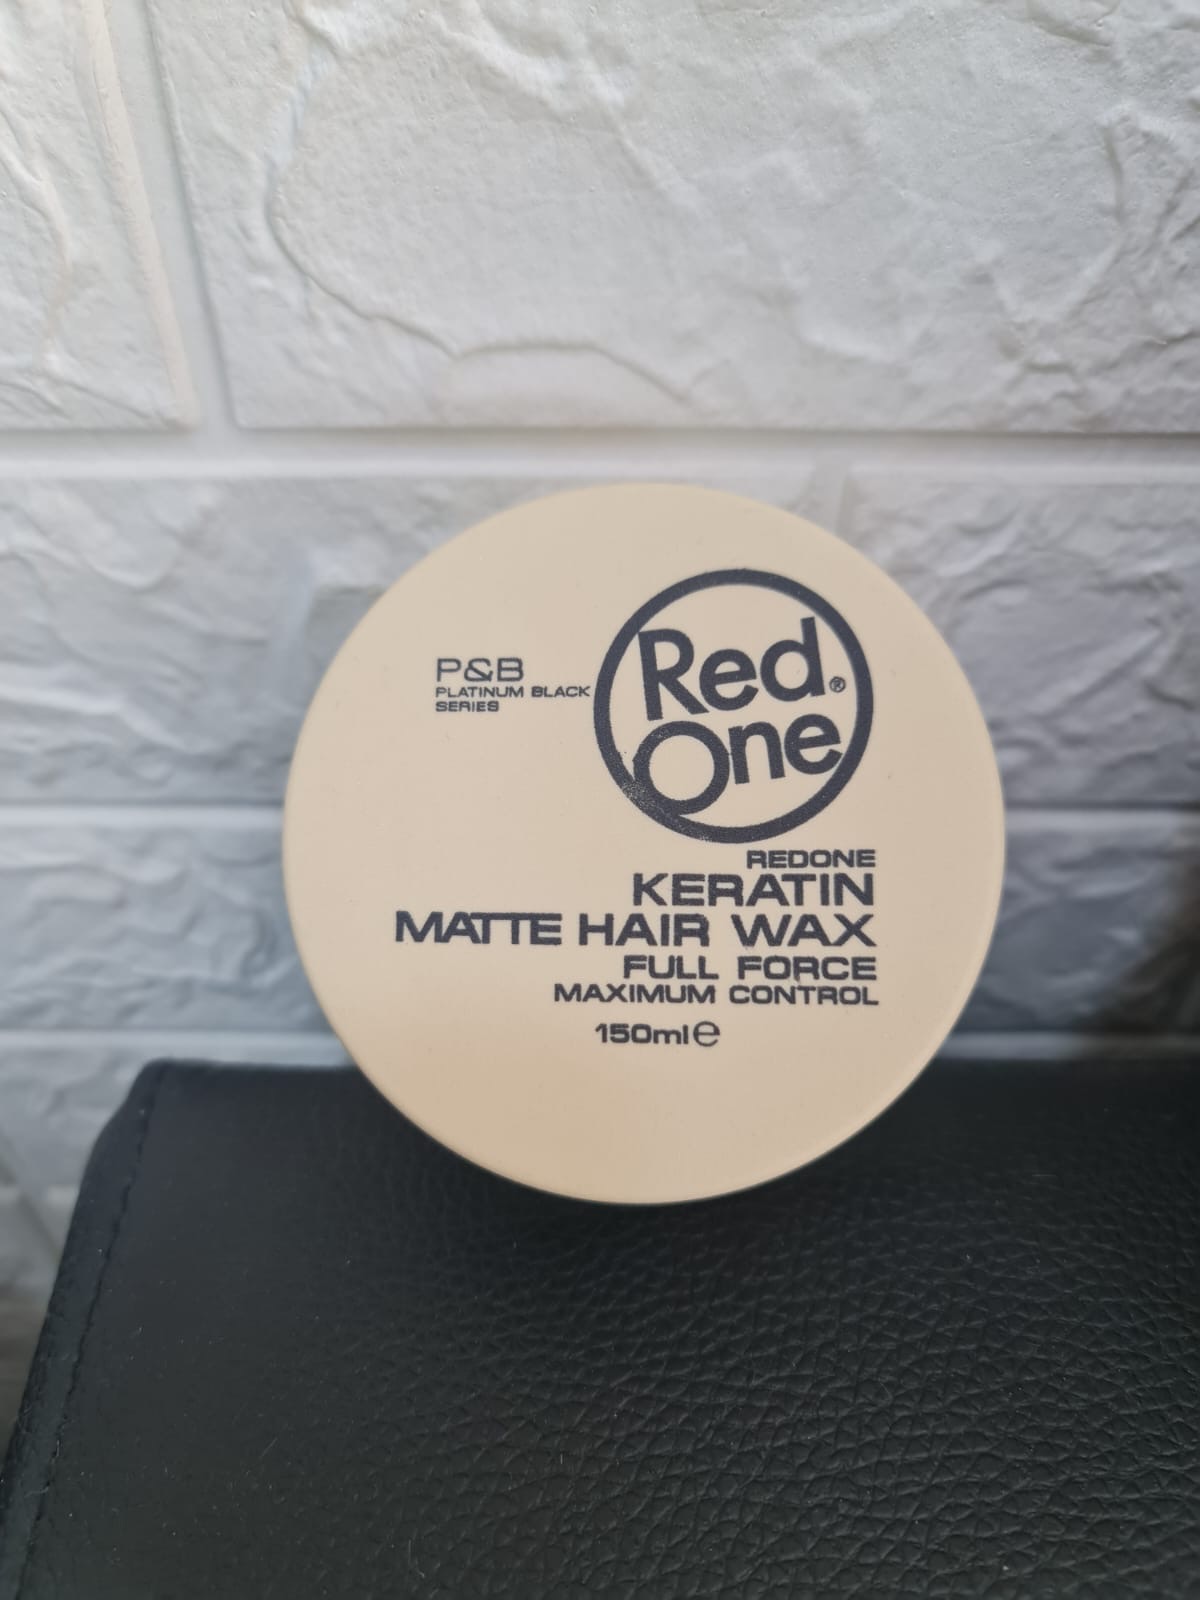 P&B
PLATINUM BLACK
SERIES
Red®
One
REDONE
KERATIN
MATTE HAIR WAX
FULL FORCE
MAXIMUM CONTROL
150ml℮